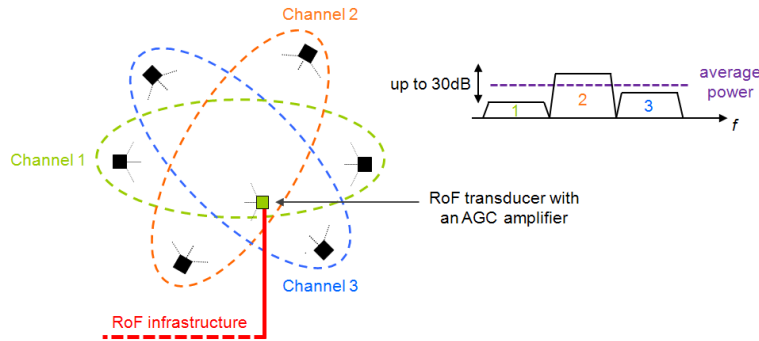 Channel 2
up to 30dB
average
power
1
2
3
f
Channel 1
RoF transducer with
an AGC amplifier
Channel 3
RoF infrastructure